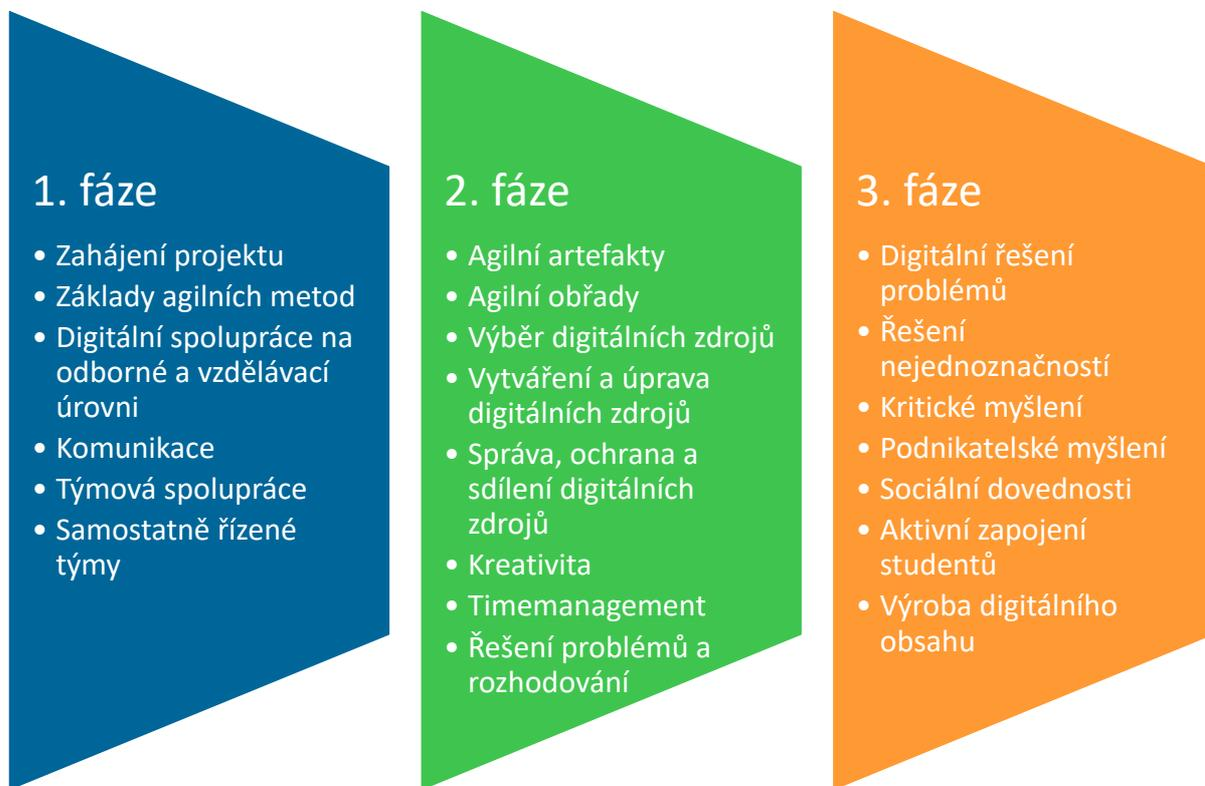 1. fáze
• Zahájení projektu
• Základy agilních metod
• Digitální spolupráce na
odborné a vzdělávací
úrovni
• Komunikace
• Týmová spolupráce
• Samostatně řízené
týmy
2. fáze
• Agilní artefakty
• Agilní obřady
• Výběr digitálních zdrojů
• Vytváření a úprava
digitálních zdrojů
• Správa, ochrana a
sdílení digitálních
zdrojů
• Kreativita
• Timemanagement
• Řešení problémů a
rozhodování
3. fáze
• Digitální řešení
problémů
• Řešení
nejednoznačností
• Kritické myšlení
• Podnikatelské myšlení
• Sociální dovednosti
• Aktivní zapojení
studentů
• Výroba digitálního
obsahu